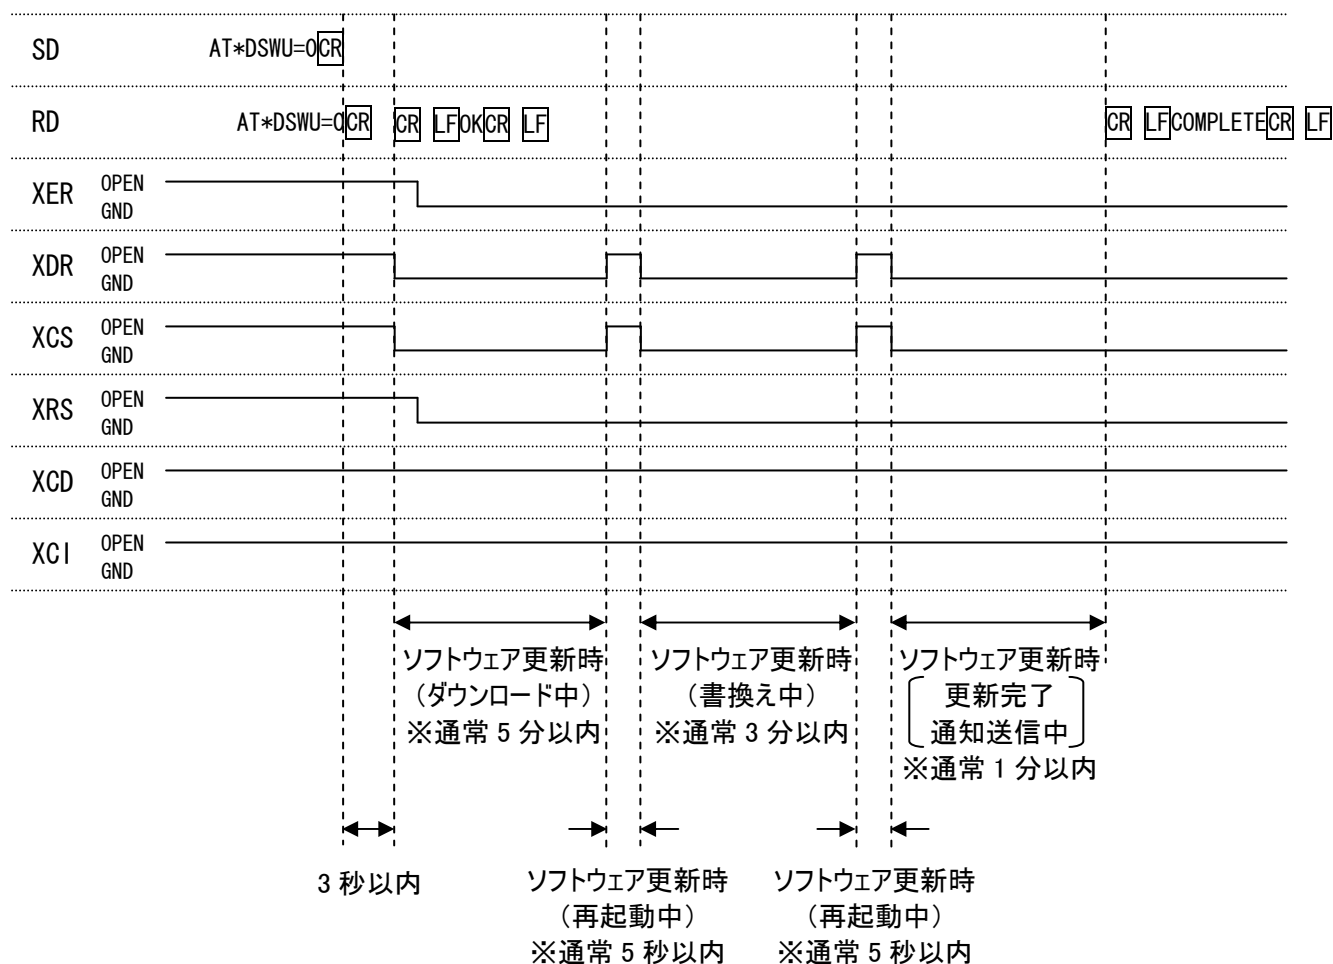 SD AT*DSWU=0CR
RD AT*DSWU=0CR CR LFOKCR LF CR LFCOMPLETECR LF
XER OPEN
GND
XDR OPEN
GND
XCS OPEN
GND
XRS OPEN
GND
XCD OPEN
GND
XCI OPEN
GND
ソフトウェア更新時
(ダウンロード中)
※通常5分以内
ソフトウェア更新時
(書換え中)
※通常3分以内
ソフトウェア更新時
更新完了
通知送信中
※通常1分以内
3秒以内
ソフトウェア更新時
(再起動中)
※通常5秒以内
ソフトウェア更新時
(再起動中)
※通常5秒以内